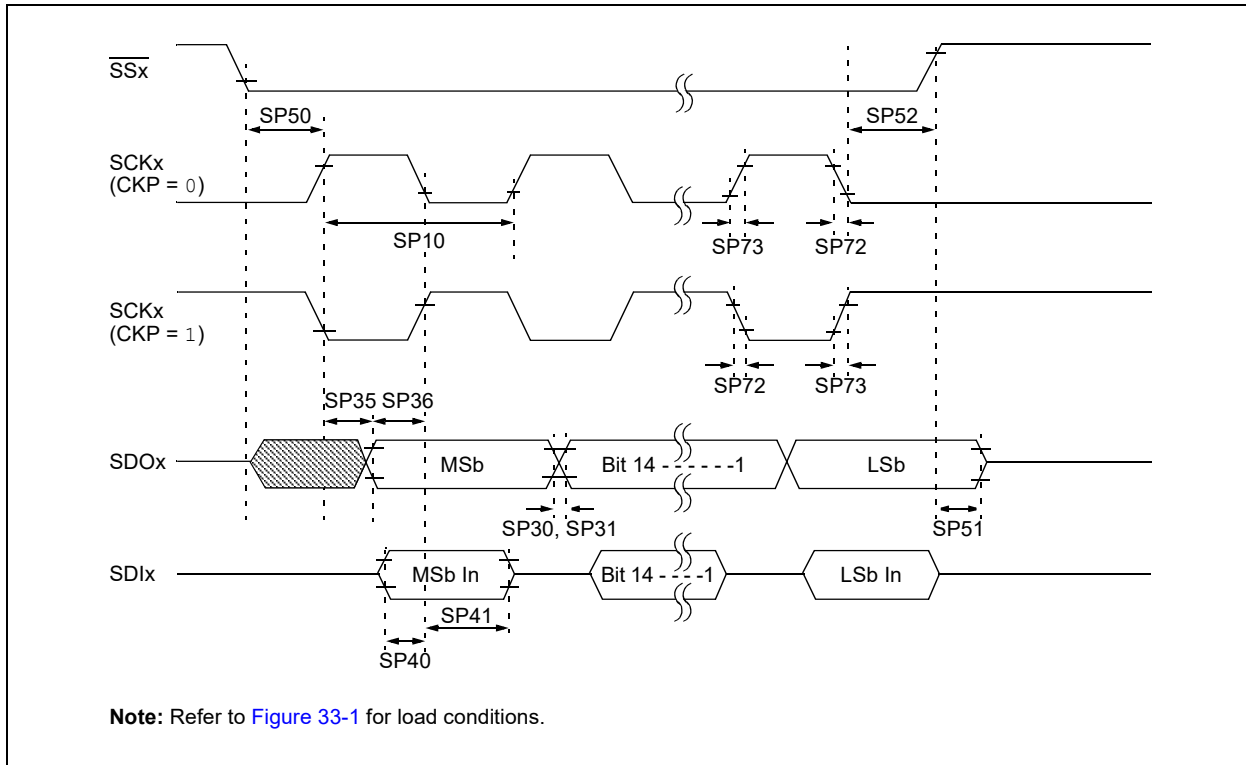 SSx
SP50
SP52
SCKx
(CKP = 0)
SP10
SP73
SP72
SCKx
(CKP = 1)
SP72
SP73
SP35 SP36
SDOx
MSb
Bit 14 - - - - - -1
LSb
SP30, SP31
SP51
SDIx
MSb In
Bit 14 - - - - -1
LSb In
SP41
SP40
Note: Refer to Figure 33-1 for load conditions.